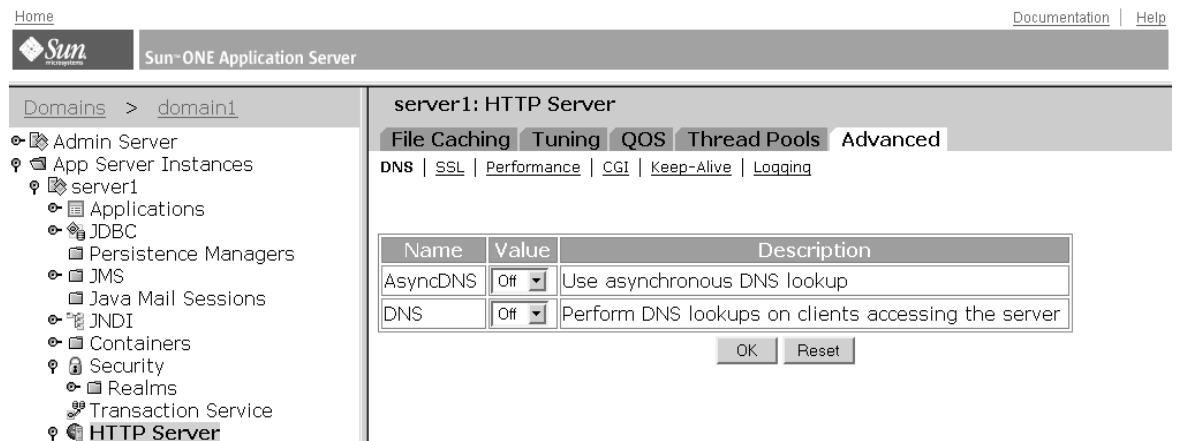 Home
Documentation | Help
Sun
microsystems
Sun™ ONE Application Server
Domains > domain1
Admin Server
App Server Instances
server1
Applications
JDBC
Persistence Managers
JMS
Java Mail Sessions
JNDI
Containers
Security
Realms
Transaction Service
HTTP Server
server1: HTTP Server
File Caching Tuning QOS Thread Pools Advanced
DNS | SSL | Performance | CGI | Keep-Alive | Logging
Name Value Description
AsyncDNS Off Use asynchronous DNS lookup
DNS Off Perform DNS lookups on clients accessing the server
OK Reset